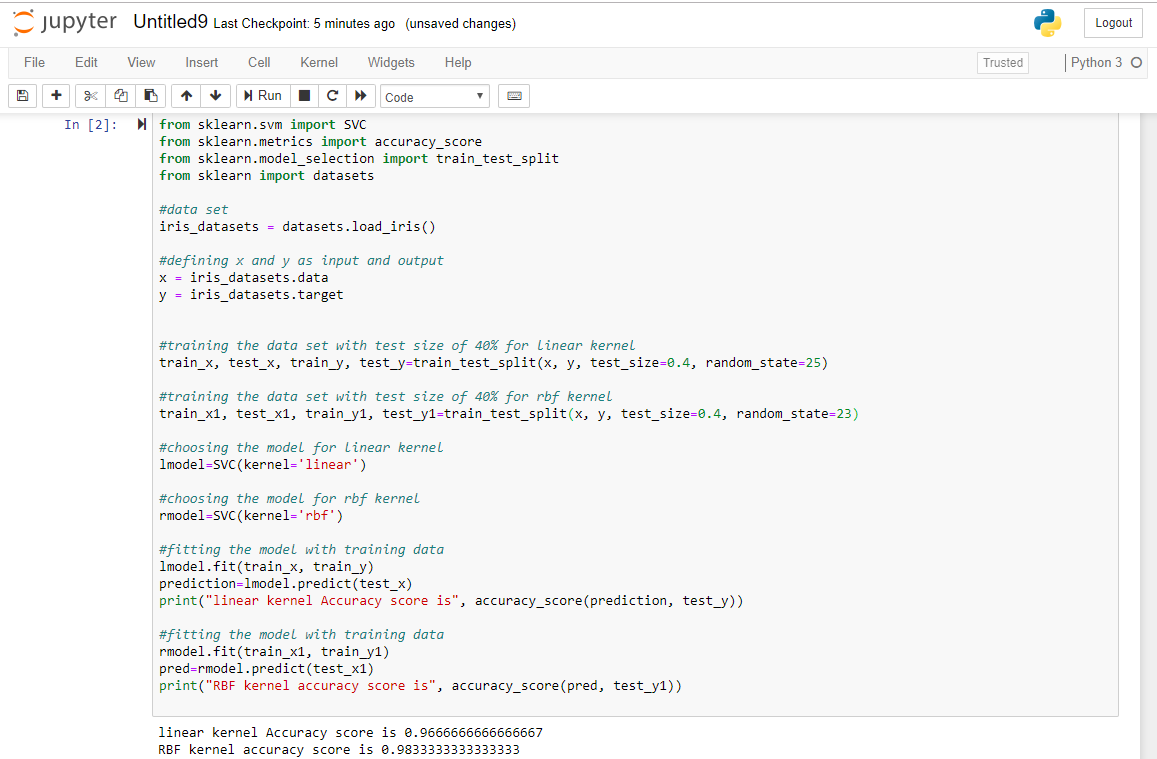 jupyter Untitled9 Last Checkpoint: 5 minutes ago (unsaved changes) Logout
File Edit View Insert Cell Kernel Widgets Help Trusted Python 3
Run Code
In [2]:
from sklearn.svm import SVC
from sklearn.metrics import accuracy_score
from sklearn.model_selection import train_test_split
from sklearn import datasets
#data set
iris_datasets = datasets.load_iris()
#defining x and y as input and output
x = iris_datasets.data
y = iris_datasets.target
#training the data set with test size of 40% for linear kernel
train_x, test_x, train_y, test_y=train_test_split(x, y, test_size=0.4, random_state=25)
#training the data set with test size of 40% for rbf kernel
train_x1, test_x1, train_y1, test_y1=train_test_split(x, y, test_size=0.4, random_state=23)
#choosing the model for linear kernel
lmodel=SVC(kernel='linear')
#choosing the model for rbf kernel
rmodel=SVC(kernel='rbf')
#fitting the model with training data
lmodel.fit(train_x, train_y)
prediction=lmodel.predict(test_x)
print("linear kernel Accuracy score is", accuracy_score(prediction, test_y))
#fitting the model with training data
rmodel.fit(train_x1, train_y1)
pred=rmodel.predict(test_x1)
print("RBF kernel accuracy score is", accuracy_score(pred, test_y1))
linear kernel Accuracy score is 0.9666666666666667
RBF kernel accuracy score is 0.9833333333333333